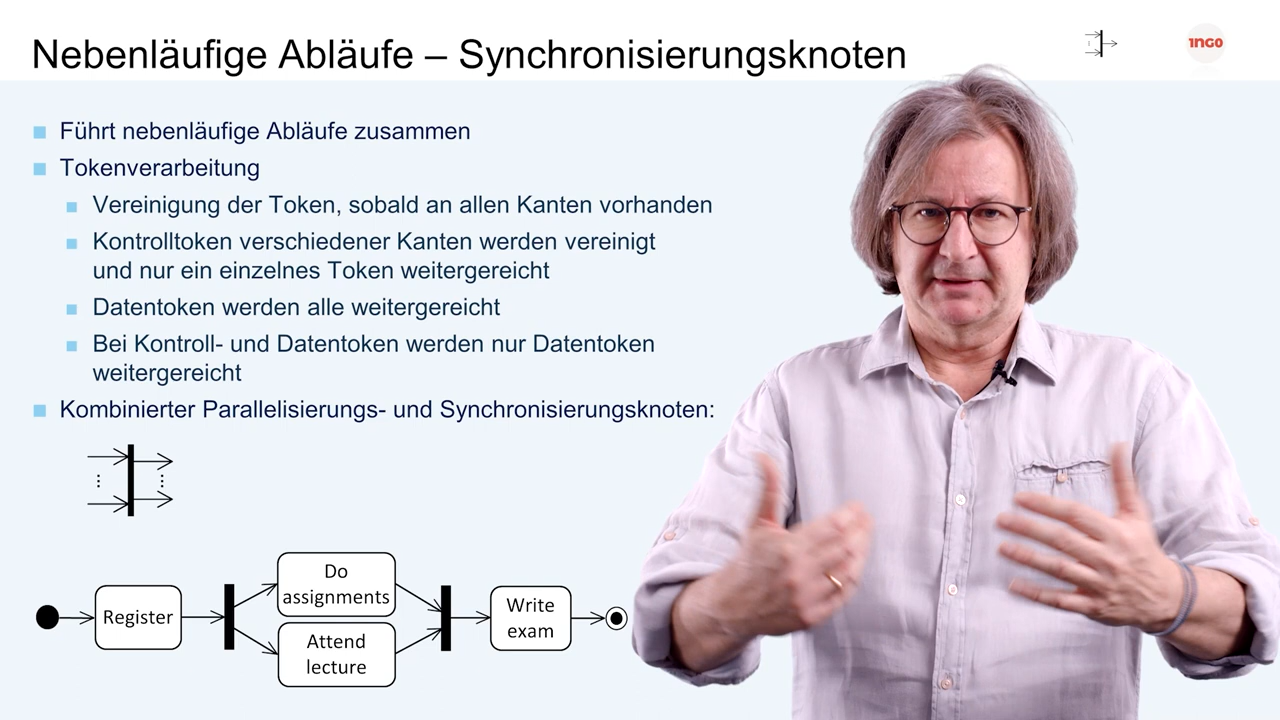 Nebenläufige Abläufe – Synchronisierungsknoten
1NGO
Führt nebenläufige Abläufe zusammen
Tokenverarbeitung
Vereinigung der Token, sobald an allen Kanten vorhanden
Kontrolltoken verschiedener Kanten werden vereinigt
und nur ein einzelnes Token weitergereicht
Datentoken werden alle weitergereicht
Bei Kontroll- und Datentoken werden nur Datentoken
weitergereicht
Kombinierter Parallelisierungs- und Synchronisierungsknoten:
Register
Do
assignments
Attend
lecture
Write
exam